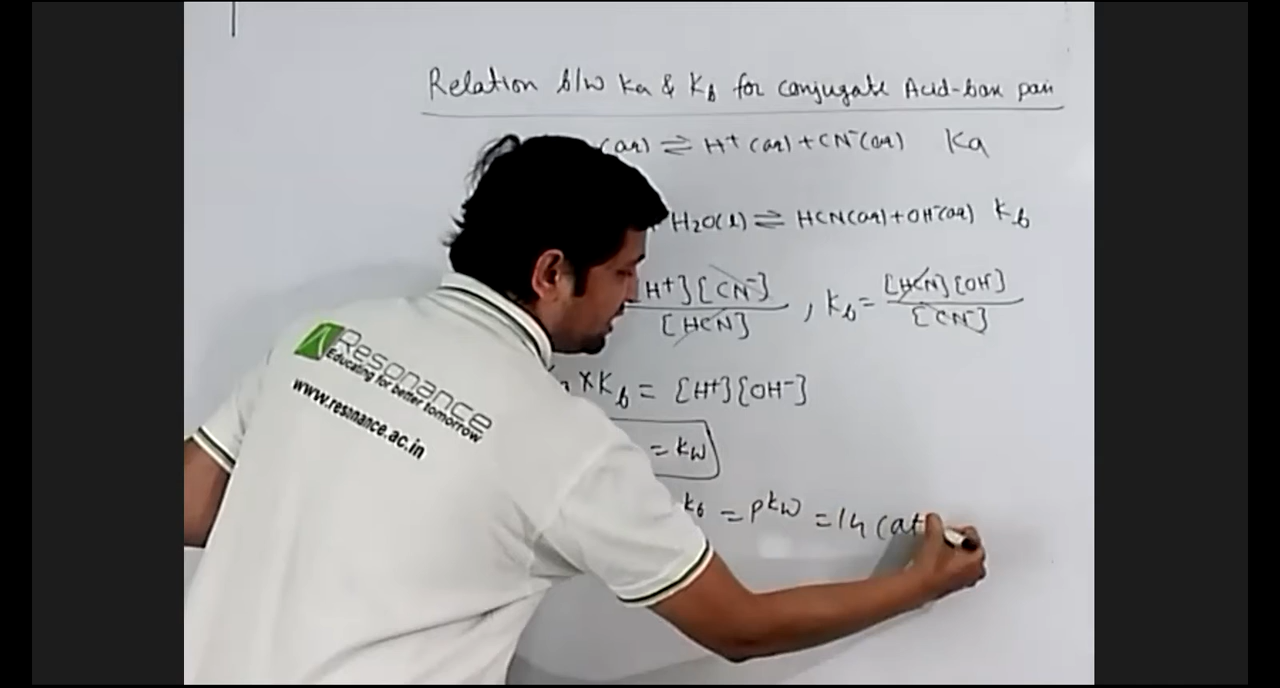 Relation b/w Ka & Kb for conjugate Acid-base pair
(aq) ⇌ H⁺(aq) + CN⁻(aq) Ka
H₂O(l) ⇌ HCN(aq) + OH⁻(aq) Kb
H⁺][CN⁻] / [HCN] , Kb = [HCN][OH⁻] / [CN⁻]
× Kb = [H⁺][OH⁻]
= Kw
Kb = pKw = 14 (at
Resonance
Educating for better tomorrow
www.resonance.ac.in